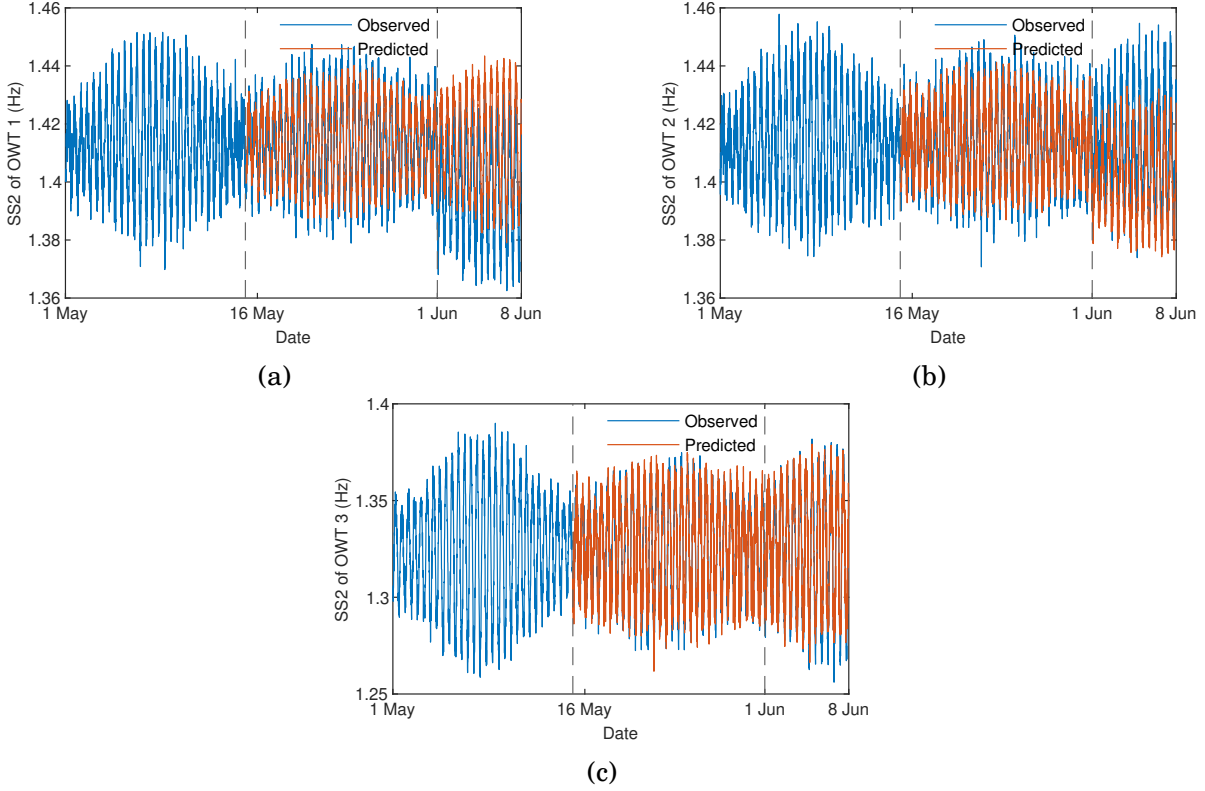 SS2 of OWT 1 (Hz)
1.46
1.44
1.42
1.4
1.38
1.36
Observed
Predicted
1 May
16 May
1 Jun
8 Jun
Date
(a)
SS2 of OWT 2 (Hz)
1.46
1.44
1.42
1.4
1.38
1.36
Observed
Predicted
1 May
16 May
1 Jun
8 Jun
Date
(b)
SS2 of OWT 3 (Hz)
1.4
1.35
1.3
1.25
Observed
Predicted
1 May
16 May
1 Jun
8 Jun
Date
(c)